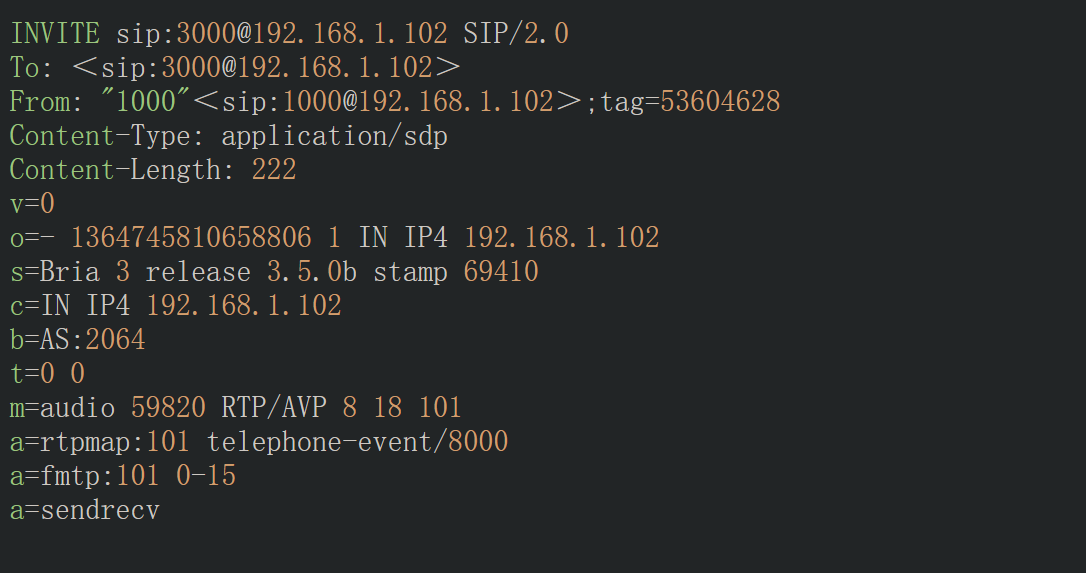 INVITE sip:3000@192.168.1.102 SIP/2.0
To: <sip:3000@192.168.1.102>
From: "1000"<sip:1000@192.168.1.102>;tag=53604628
Content-Type: application/sdp
Content-Length: 222
v=0
o=- 1364745810658806 1 IN IP4 192.168.1.102
s=Bria 3 release 3.5.0b stamp 69410
c=IN IP4 192.168.1.102
b=AS:2064
t=0 0
m=audio 59820 RTP/AVP 8 18 101
a=rtpmap:101 telephone-event/8000
a=fmtp:101 0-15
a=sendrecv